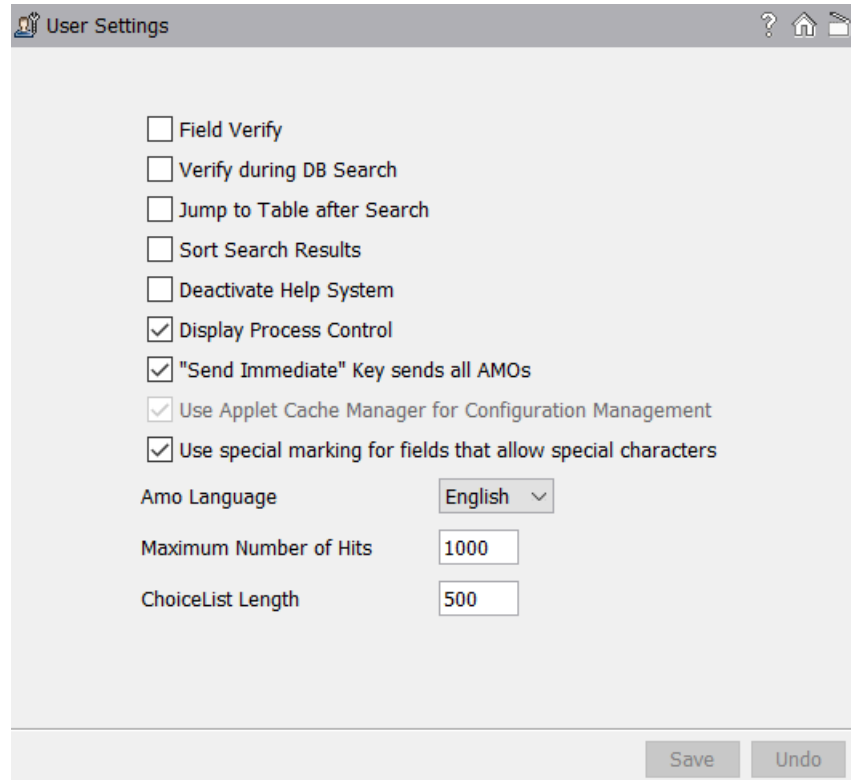 User Settings
Field Verify
Verify during DB Search
Jump to Table after Search
Sort Search Results
Deactivate Help System
Display Process Control
"Send Immediate" Key sends all AMOs
Use Applet Cache Manager for Configuration Management
Use special marking for fields that allow special characters
Amo Language English
Maximum Number of Hits 1000
ChoiceList Length 500
Save Undo